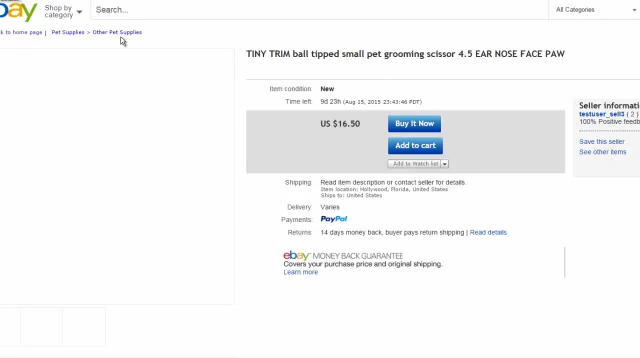 ebay
Shop by
category
Search...
All Categories
k to home page | Pet Supplies > Other Pet Supplies
TINY TRIM ball tipped small pet grooming scissor 4.5 EAR NOSE FACE PAW
Item condition: New
Time left: 9d 23h (Aug 15, 2015 23:43:46 PDT)
US $16.50
Buy It Now
Add to cart
Add to Watch list
Shipping: Read item description or contact seller for details.
Item location: Hollywood, Florida, United States
Ships to: United States
Delivery: Varies
Payments: PayPal
Returns: 14 days money back, buyer pays return shipping | Read details
ebay MONEY BACK GUARANTEE
Covers your purchase price and original shipping.
Learn more
Seller informati
testuser_sell3 ( 2 )
100% Positive feedb
Save this seller
See other items